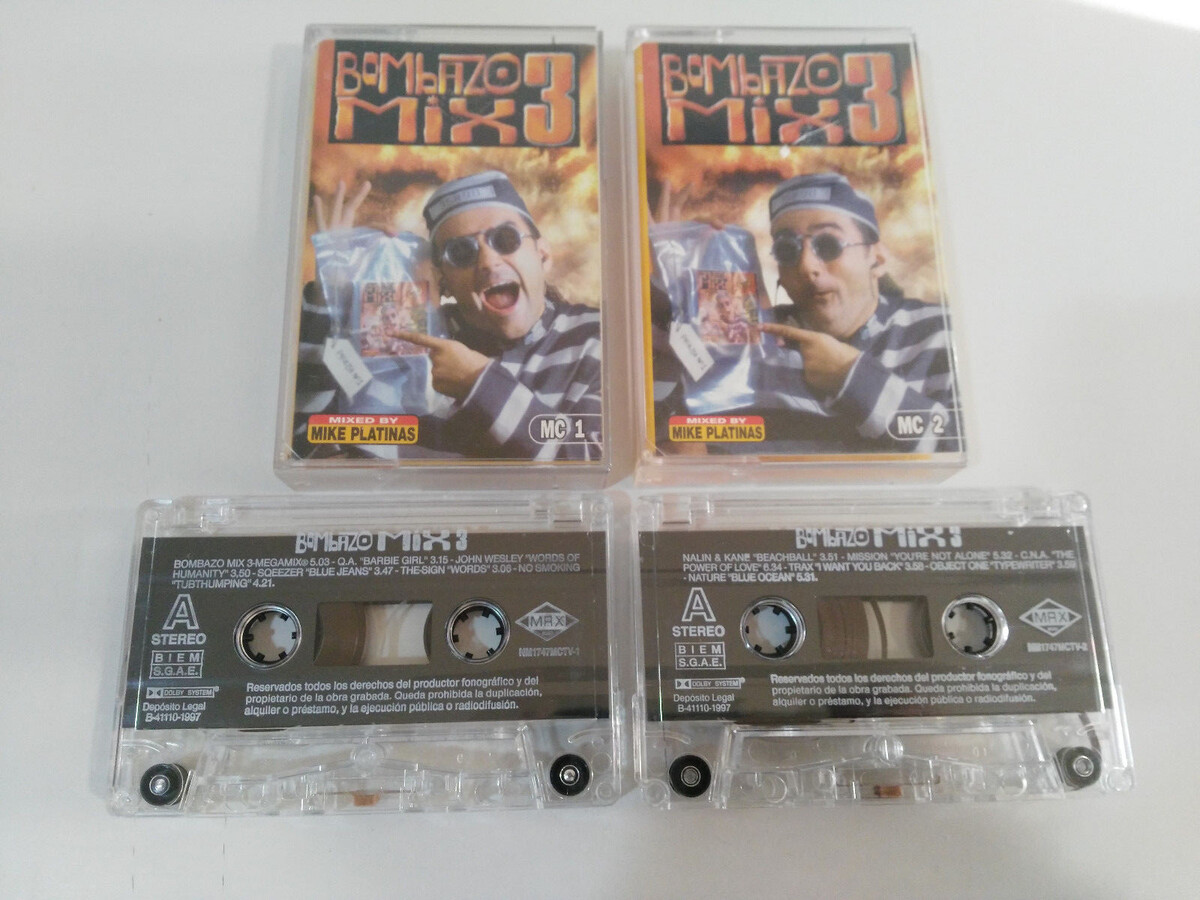 BOMBAZO
MIX 3
MIX
MIXED BY
MIKE PLATINAS
MC 1
BOMBAZO
MIX 3
MIX
MIXED BY
MIKE PLATINAS
MC 2
BOMBAZO MIX 3
BOMBAZO MIX 3-MEGAMIX® 5.03 - Q.A. "BARBIE GIRL" 3.15 - JOHN WESLEY "WORDS OF
HUMANITY" 3,50 - SQEEZER "BLUE JEANS" 3.47 - THE-SIGN "WORDS" 3.06 - NO SMOKING
"TUBTHUMPING" 4.21.
A
STEREO
BIEM
S.G.A.E.
DOLBY SYSTEM®
Depósito Legal
B-41110-1997
MAX
NM1747MCTV-1
Reservados todos los derechos del productor fonográfico y del
propietario de la obra grabada. Queda prohibida la duplicación,
alquiler o préstamo, y la ejecución pública o radiodifusión.
BOMBAZO MIX 3
NALIN & KANE "BEACHBALL" 3.51 - MISSION "YOU'RE NOT ALONE" 5.32 - C.N.A. "THE
POWER OF LOVE" 6.34 - TRAX "I WANT YOU BACK" 3.58 - OBJECT ONE "TYPEWRITER" 3.59
- NATURE "BLUE OCEAN" 5.31.
A
STEREO
BIEM
S.G.A.E.
DOLBY SYSTEM®
Depósito Legal
B-41110-1997
MAX
NM1747MCTV-2
Reservados todos los derechos del productor fonográfico y del
propietario de la obra grabada. Queda prohibida la duplicación,
alquiler o préstamo, y la ejecución pública o radiodifusión.